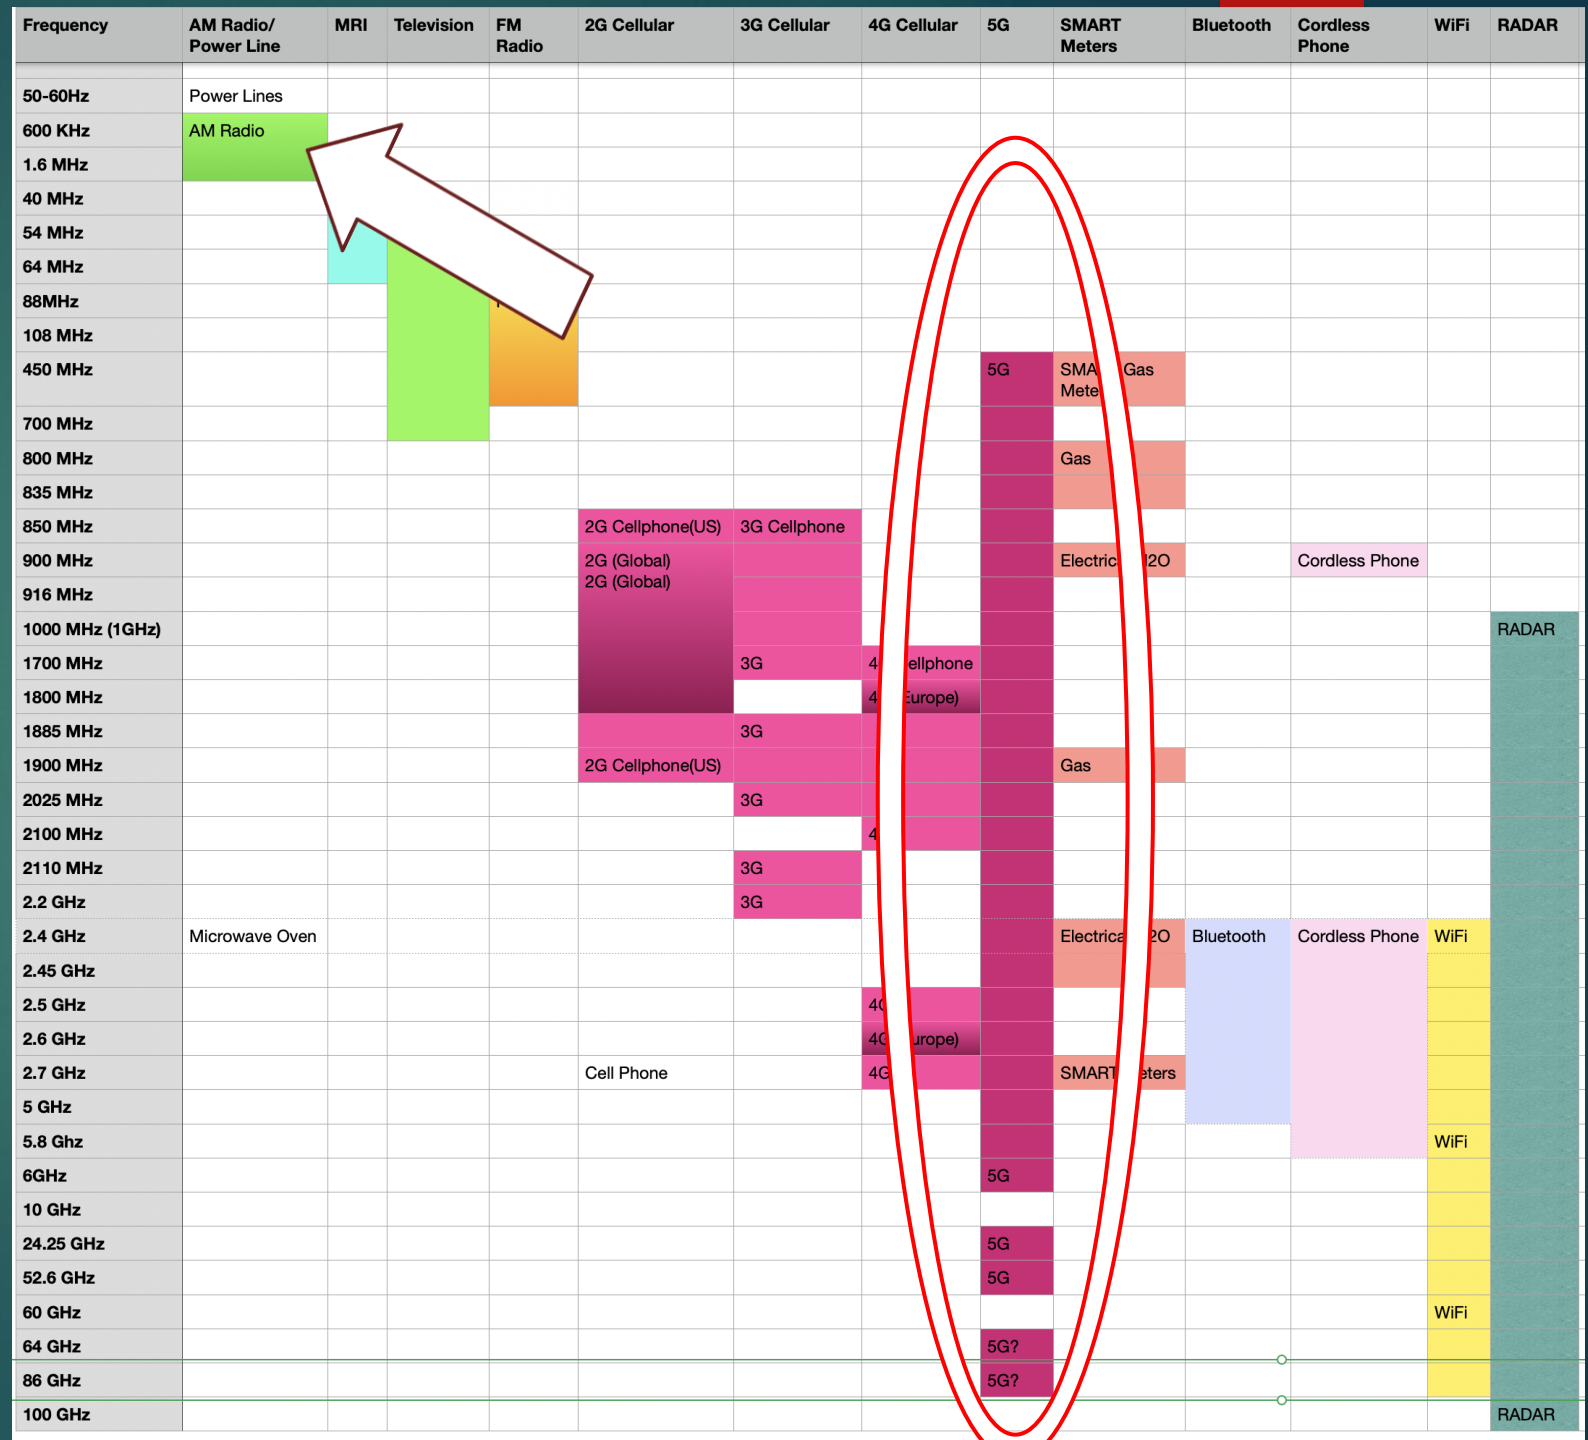 Frequency AM Radio/ MRI Television FM 2G Cellular 3G Cellular 4G Cellular 5G SMART Bluetooth Cordless WiFi RADAR
Power Line Radio Meters Phone
50-60Hz Power Lines
600 KHz AM Radio
1.6 MHz
40 MHz
54 MHz
64 MHz
88MHz
108 MHz
450 MHz 5G SMA Gas
Mete
700 MHz
800 MHz Gas
835 MHz
850 MHz 2G Cellphone(US) 3G Cellphone
900 MHz 2G (Global) Electric 2O Cordless Phone
2G (Global)
916 MHz
1000 MHz (1GHz) RADAR
1700 MHz 3G 4 ellphone
1800 MHz 4 Europe)
1885 MHz 3G
1900 MHz 2G Cellphone(US) Gas
2025 MHz 3G
2100 MHz 4
2110 MHz 3G
2.2 GHz 3G
2.4 GHz Microwave Oven Electrica 2O Bluetooth Cordless Phone WiFi
2.45 GHz
2.5 GHz 4G
2.6 GHz 4G urope)
2.7 GHz Cell Phone 4G SMART eters
5 GHz
5.8 Ghz WiFi
6GHz 5G
10 GHz
24.25 GHz 5G
52.6 GHz 5G
60 GHz WiFi
64 GHz 5G?
86 GHz 5G?
100 GHz RADAR